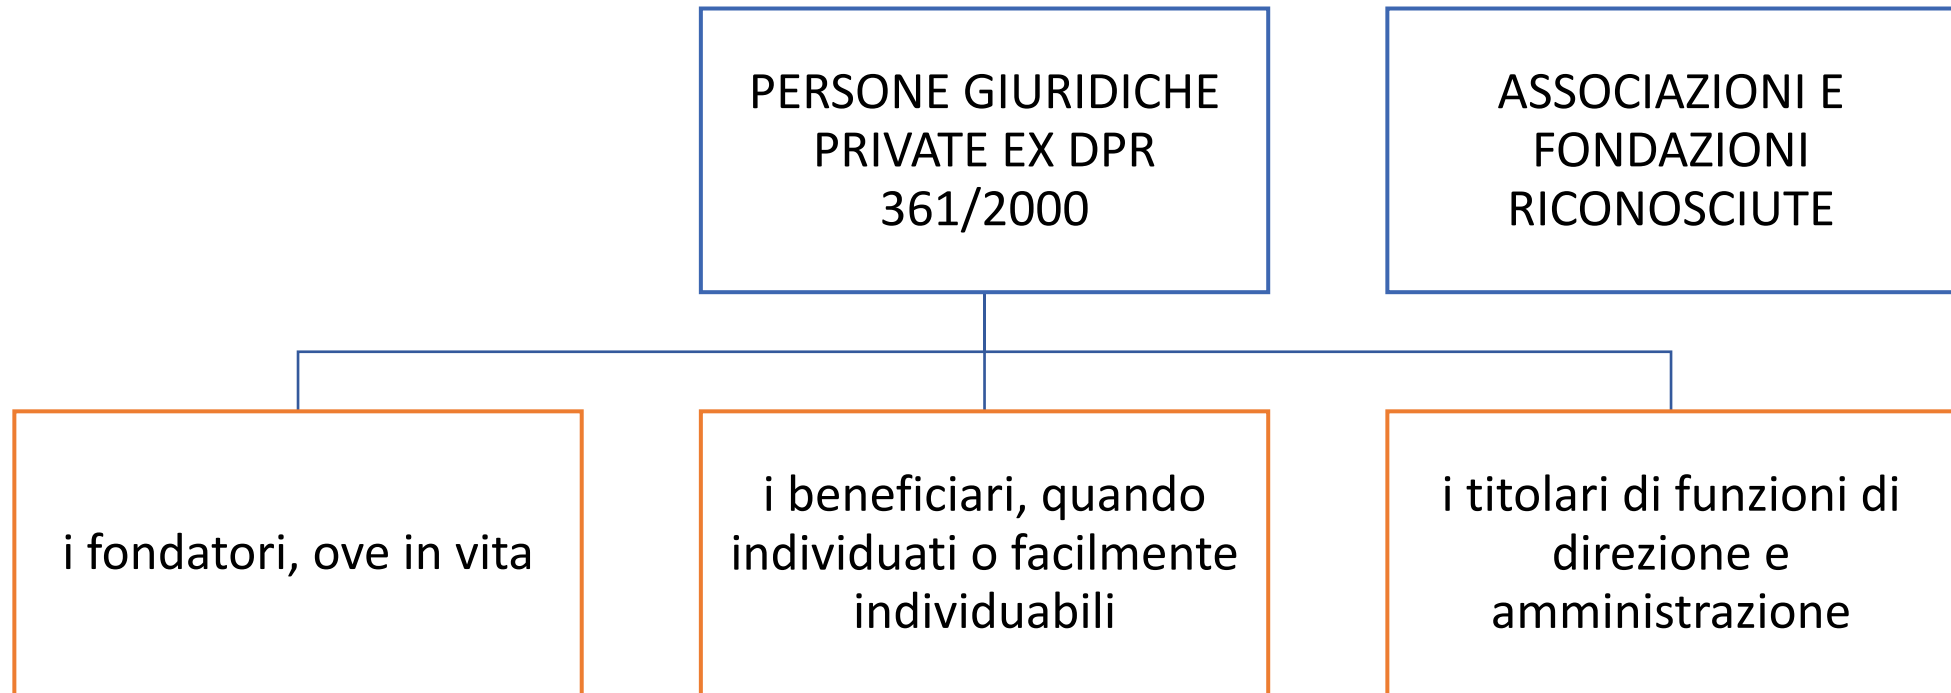 PERSONE GIURIDICHE
PRIVATE EX DPR
361/2000
ASSOCIAZIONI E
FONDAZIONI
RICONOSCIUTE
i fondatori, ove in vita
i beneficiari, quando
individuati o facilmente
individuabili
i titolari di funzioni di
direzione e
amministrazione